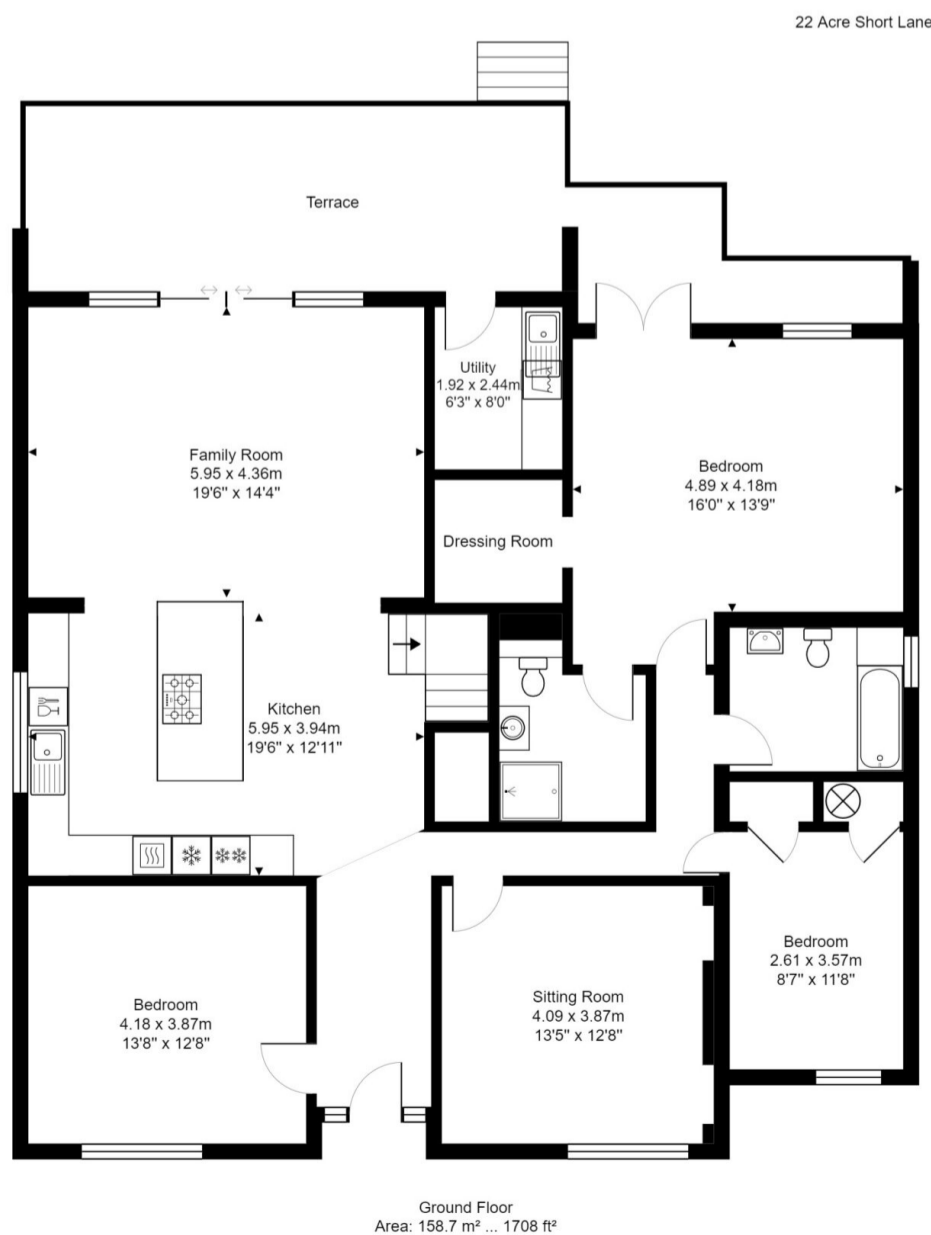 22 Acre Short Lane
Terrace
Utility
1.92 x 2.44m
6'3" x 8'0"
Family Room
5.95 x 4.36m
19'6" x 14'4"
Bedroom
4.89 x 4.18m
16'0" x 13'9"
Dressing Room
Kitchen
5.95 x 3.94m
19'6" x 12'11"
Bedroom
2.61 x 3.57m
8'7" x 11'8"
Bedroom
4.18 x 3.87m
13'8" x 12'8"
Sitting Room
4.09 x 3.87m
13'5" x 12'8"
Ground Floor
Area: 158.7 m² ... 1708 ft²